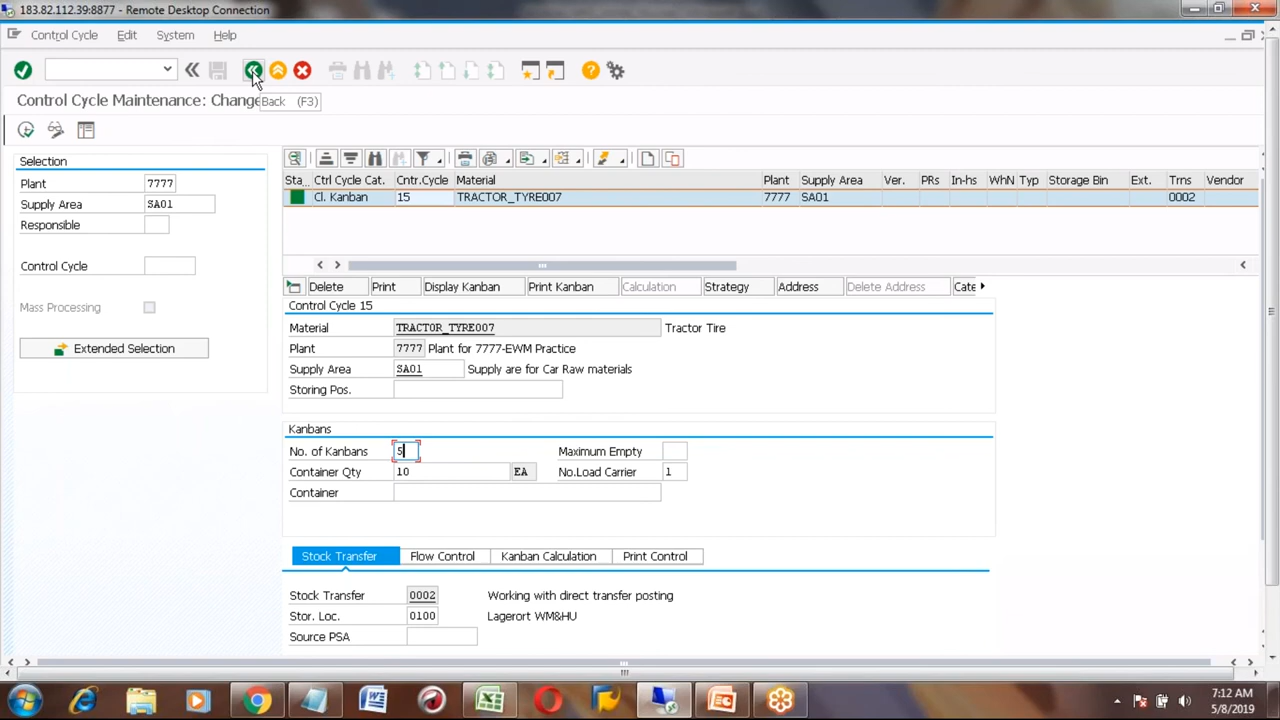 183.82.112.39:8877 - Remote Desktop Connection
Control Cycle Edit System Help
Control Cycle Maintenance: Change
Back (F3)
Selection
Plant 7777
Supply Area SA01
Responsible
Control Cycle
Mass Processing
Extended Selection
Sta... Ctrl Cycle Cat. Cntr.Cycle Material Plant Supply Area Ver. PRs In-hs WhN Typ Storage Bin Ext. Trns Vendor
Cl. Kanban 15 TRACTOR_TYRE007 7777 SA01 0002
Delete Print Display Kanban Print Kanban Calculation Strategy Address Delete Address Cate
Control Cycle 15
Material TRACTOR_TYRE007 Tractor Tire
Plant 7777 Plant for 7777-EWM Practice
Supply Area SA01 Supply are for Car Raw materials
Storing Pos.
Kanbans
No. of Kanbans 5 Maximum Empty
Container Qty 10 EA No.Load Carrier 1
Container
Stock Transfer Flow Control Kanban Calculation Print Control
Stock Transfer 0002 Working with direct transfer posting
Stor. Loc. 0100 Lagerort WM&HU
Source PSA
7:12 AM
5/8/2019